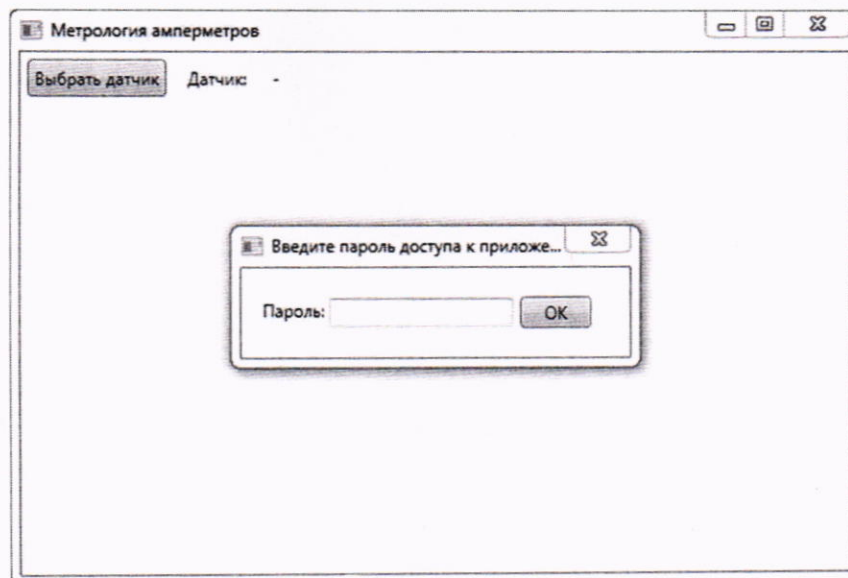 Метрология амперметров
Выбрать датчик Датчик: -
Введите пароль доступа к приложе...
Пароль: OK